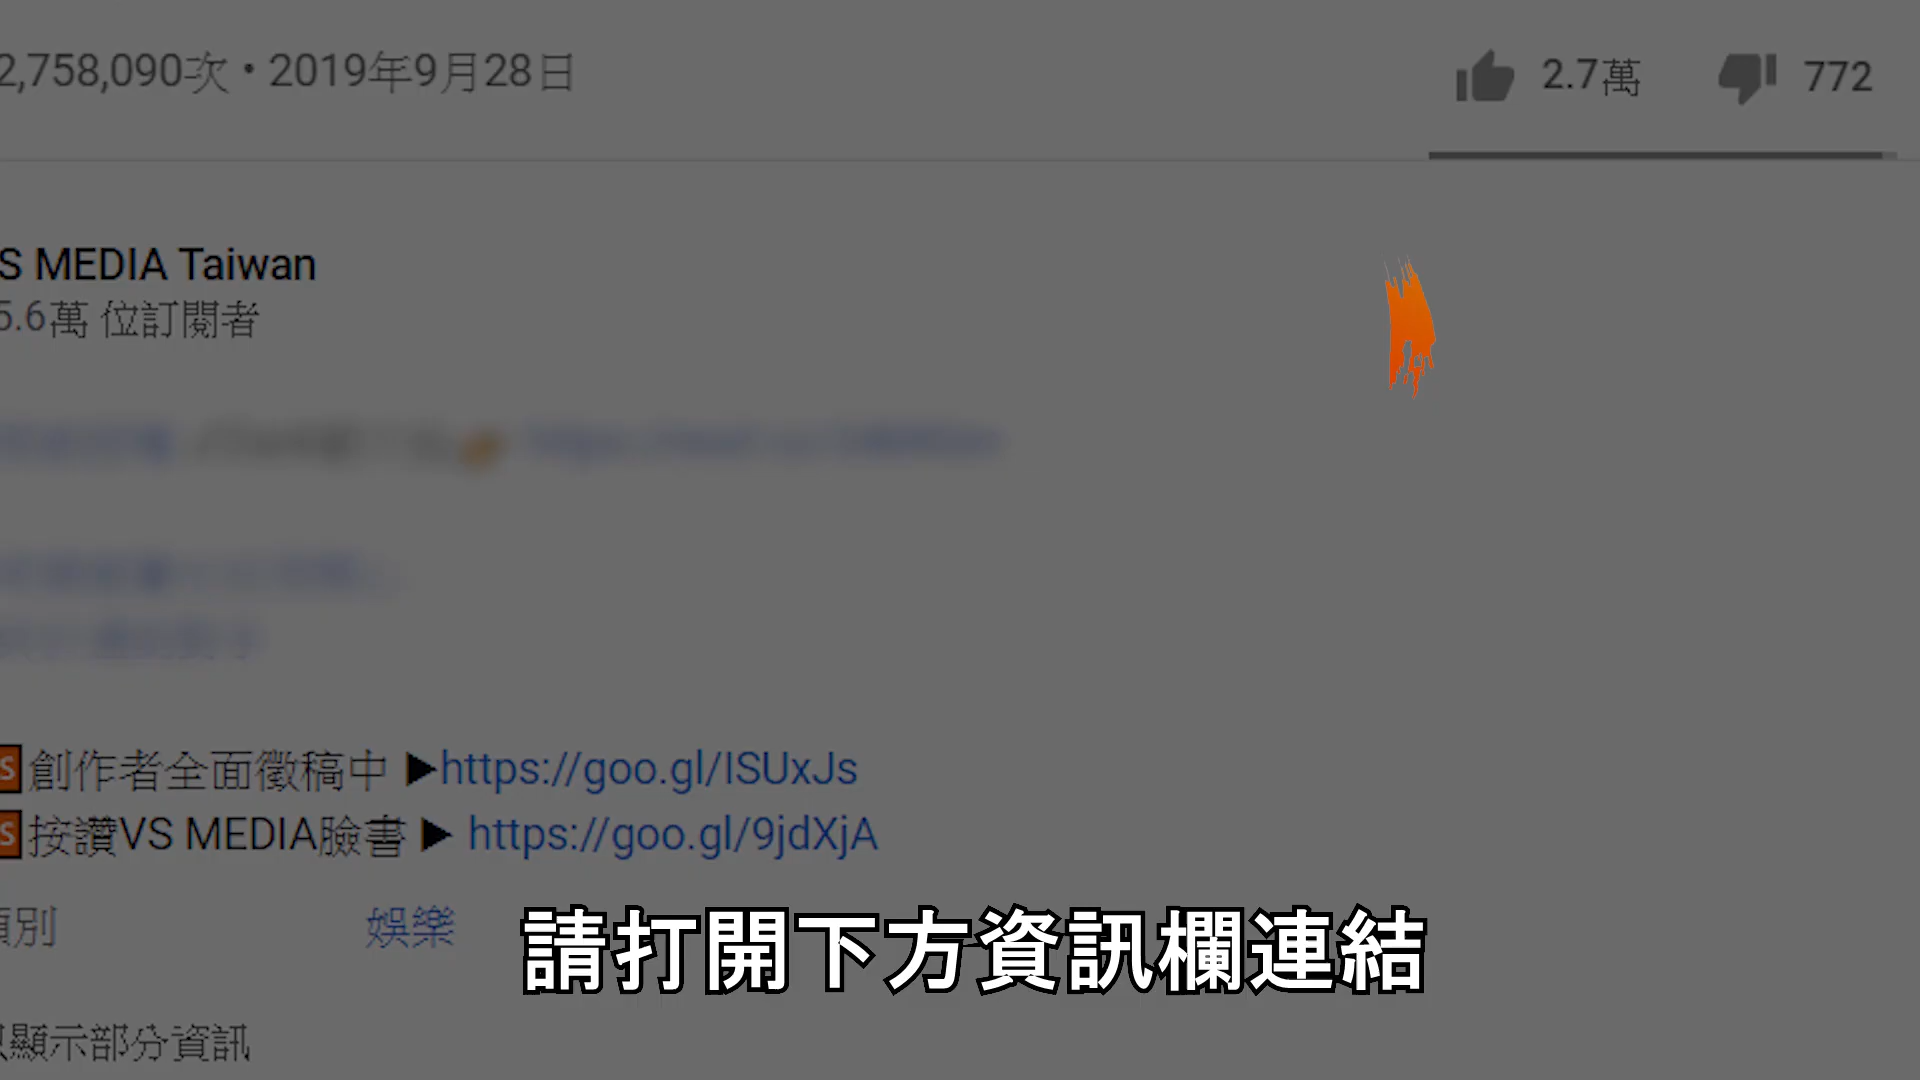 2,758,090次 • 2019年9月28日
2.7萬
772
S MEDIA Taiwan
5.6萬 位訂閱者
S創作者全面徵稿中 ▶https://goo.gl/ISUxJs
S按讚VS MEDIA臉書 ▶ https://goo.gl/9jdXjA
類別 娛樂
請打開下方資訊欄連結
只顯示部分資訊